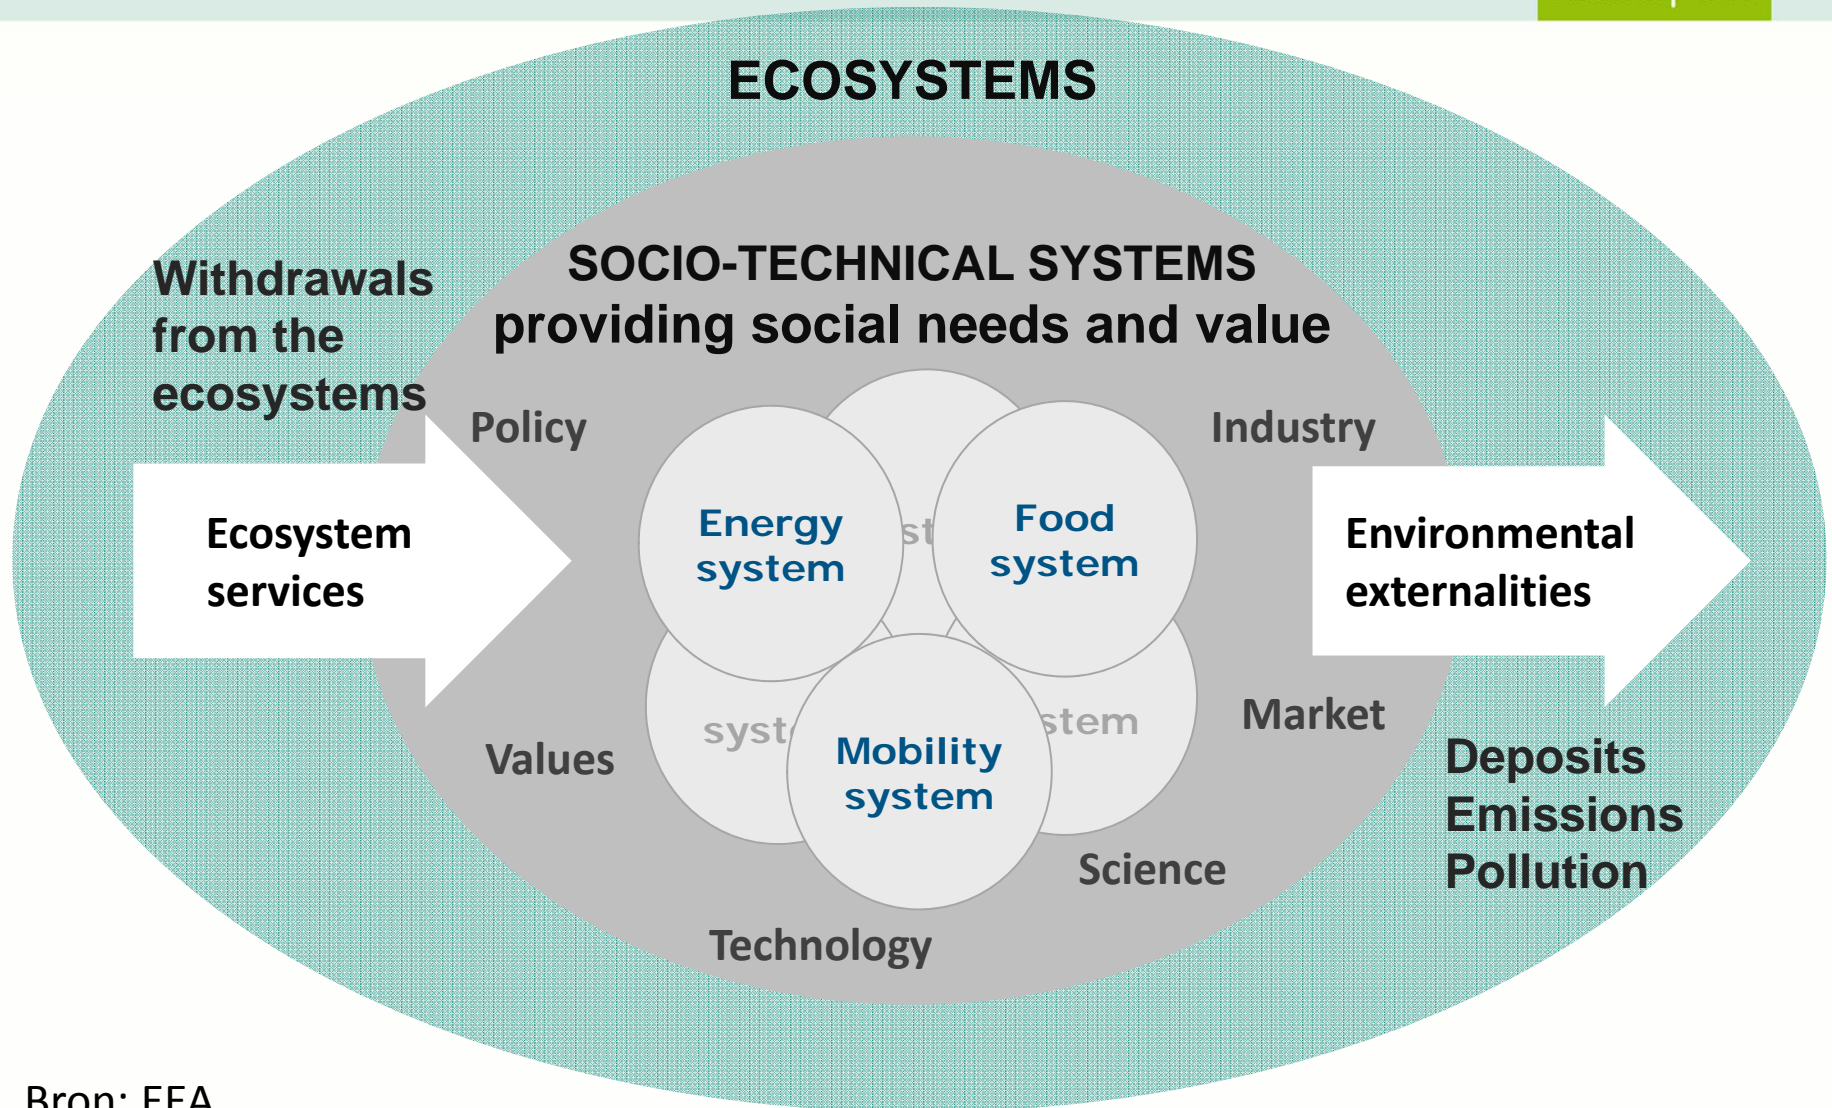 ECOSYSTEMS
SOCIO-TECHNICAL SYSTEMS
providing social needs and value
Withdrawals
from the
ecosystems
Policy
Industry
Ecosystem
services
Energy
system
Food
system
Environmental
externalities
Values
Mobility
system
Market
Deposits
Emissions
Pollution
Science
Technology
Bron: EEA